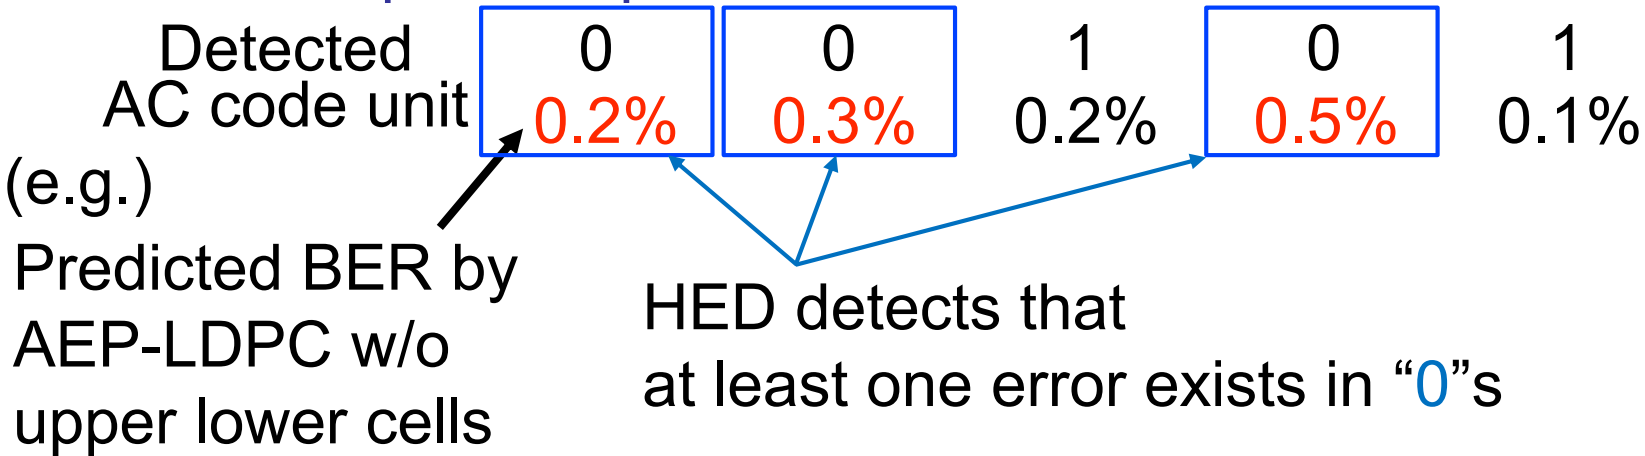 Detected 0 0 1 0 1
AC code unit 0.2% 0.3% 0.2% 0.5% 0.1%
(e.g.)
Predicted BER by
AEP-LDPC w/o
upper lower cells
HED detects that
at least one error exists in “0”s